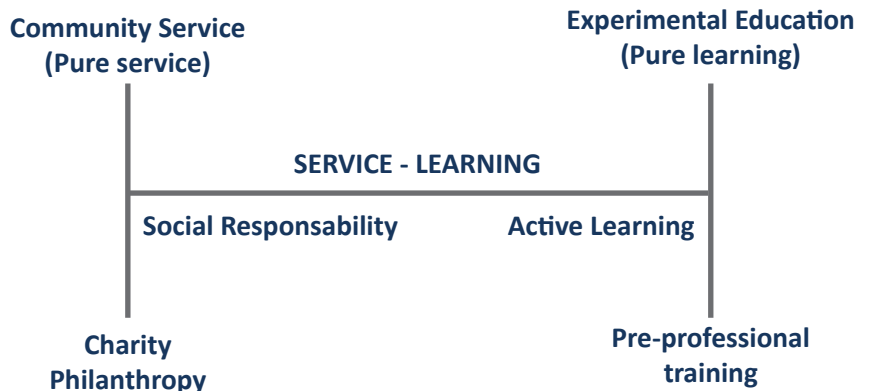 Community Service
(Pure service)
Experimental Education
(Pure learning)
SERVICE - LEARNING
Social Responsability
Active Learning
Charity
Philanthropy
Pre-professional
training